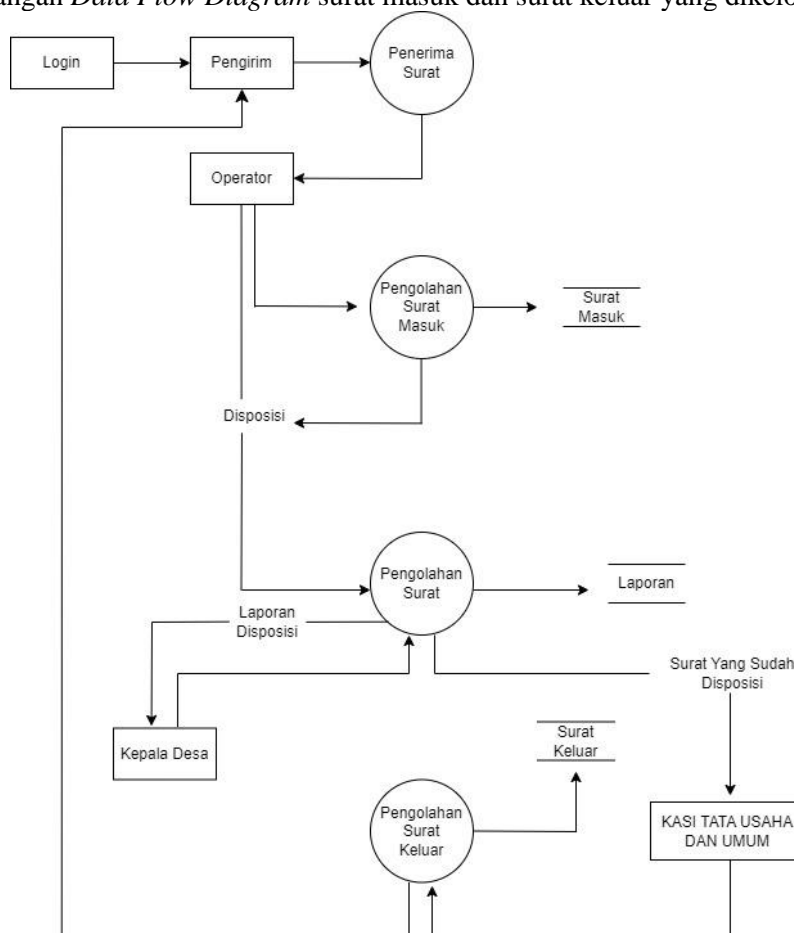 angan Data Flow Diagram surat masuk dan surat keluar yang dikelo
Login
Pengirim
Penerima
Surat
Operator
Pengolahan
Surat
Masuk
Surat
Masuk
Disposisi
Pengolahan
Surat
Laporan
Laporan
Disposisi
Surat Yang Sudah
Disposisi
Kepala Desa
Surat
Keluar
Pengolahan
Surat
Keluar
KASI TATA USAHA
DAN UMUM